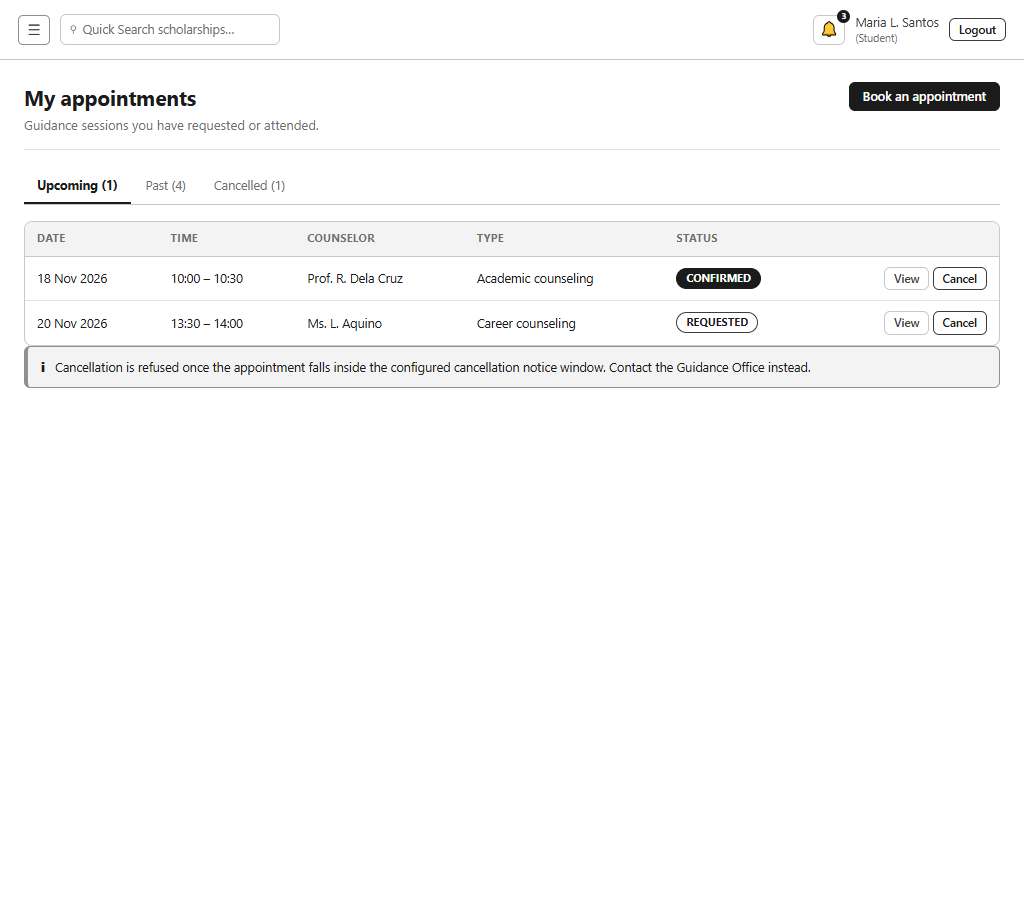 ☰
Quick Search scholarships...
3
Maria L. Santos
(Student)
Logout
My appointments
Book an appointment
Guidance sessions you have requested or attended.
Upcoming (1) Past (4) Cancelled (1)
DATE TIME COUNSELOR TYPE STATUS
18 Nov 2026 10:00 – 10:30 Prof. R. Dela Cruz Academic counseling CONFIRMED View Cancel
20 Nov 2026 13:30 – 14:00 Ms. L. Aquino Career counseling REQUESTED View Cancel
i Cancellation is refused once the appointment falls inside the configured cancellation notice window. Contact the Guidance Office instead.